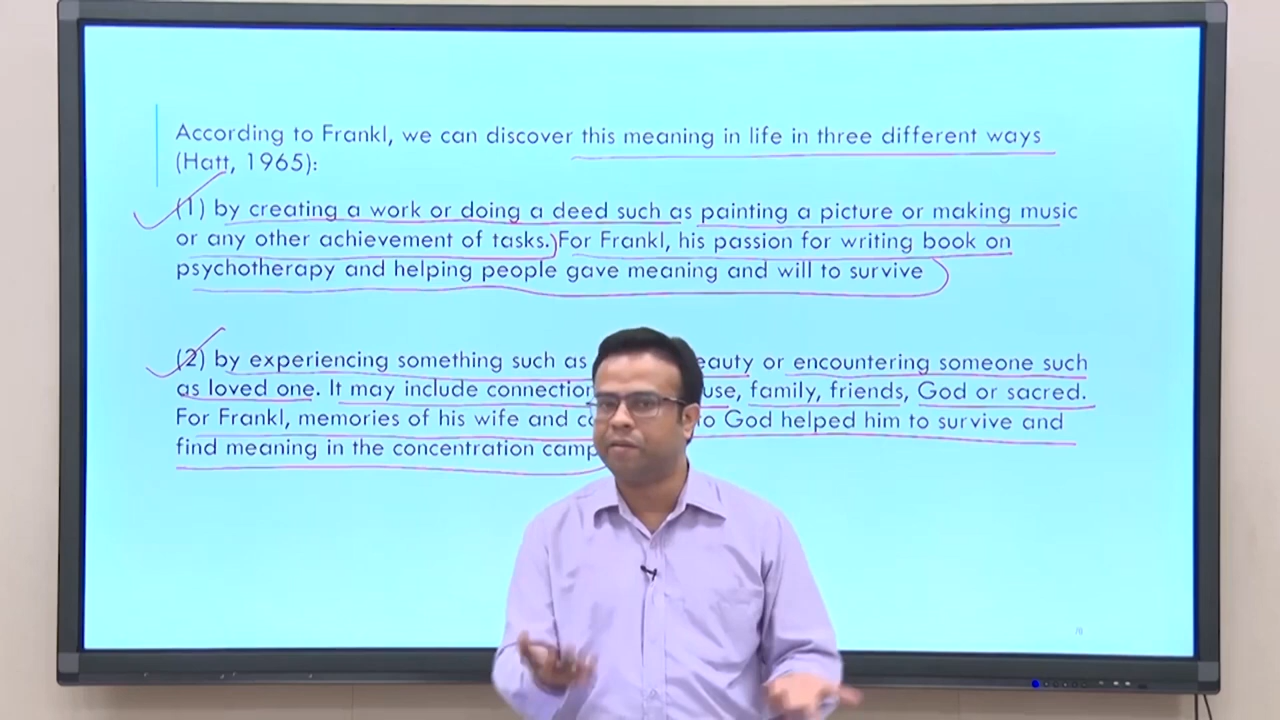 According to Frankl, we can discover this meaning in life in three different ways
(Hatt, 1965):
(1) by creating a work or doing a deed such as painting a picture or making music
or any other achievement of tasks. For Frankl, his passion for writing book on
psychotherapy and helping people gave meaning and will to survive
(2) by experiencing something such as eauty or encountering someone such
as loved one. It may include connection use, family, friends, God or sacred.
For Frankl, memories of his wife and o God helped him to survive and
find meaning in the concentration camp
70